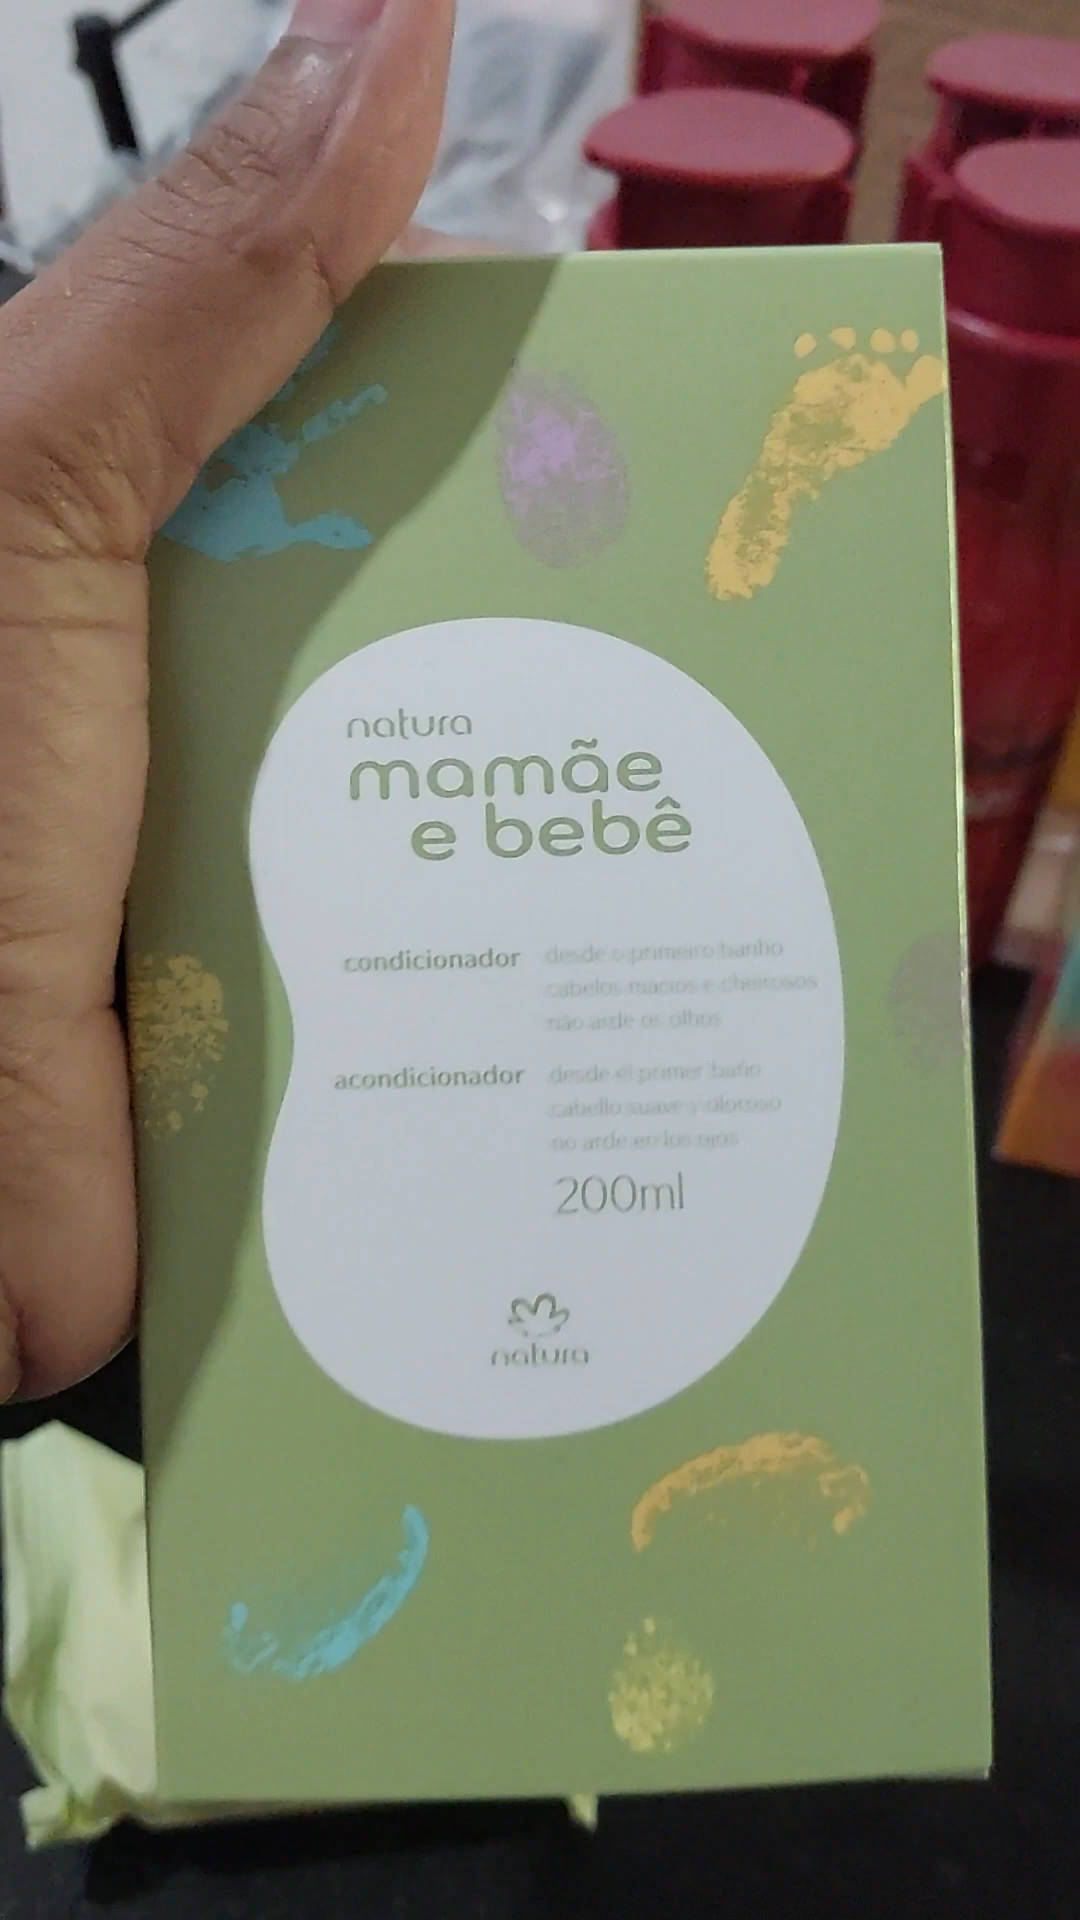 natura
mamãe
e bebê
condicionador
desde o primeiro banho
cabelos macios e cheirosos
não arde os olhos
acondicionador
desde el primer baño
cabello suave y oloroso
no arde en los ojos
200ml
natura